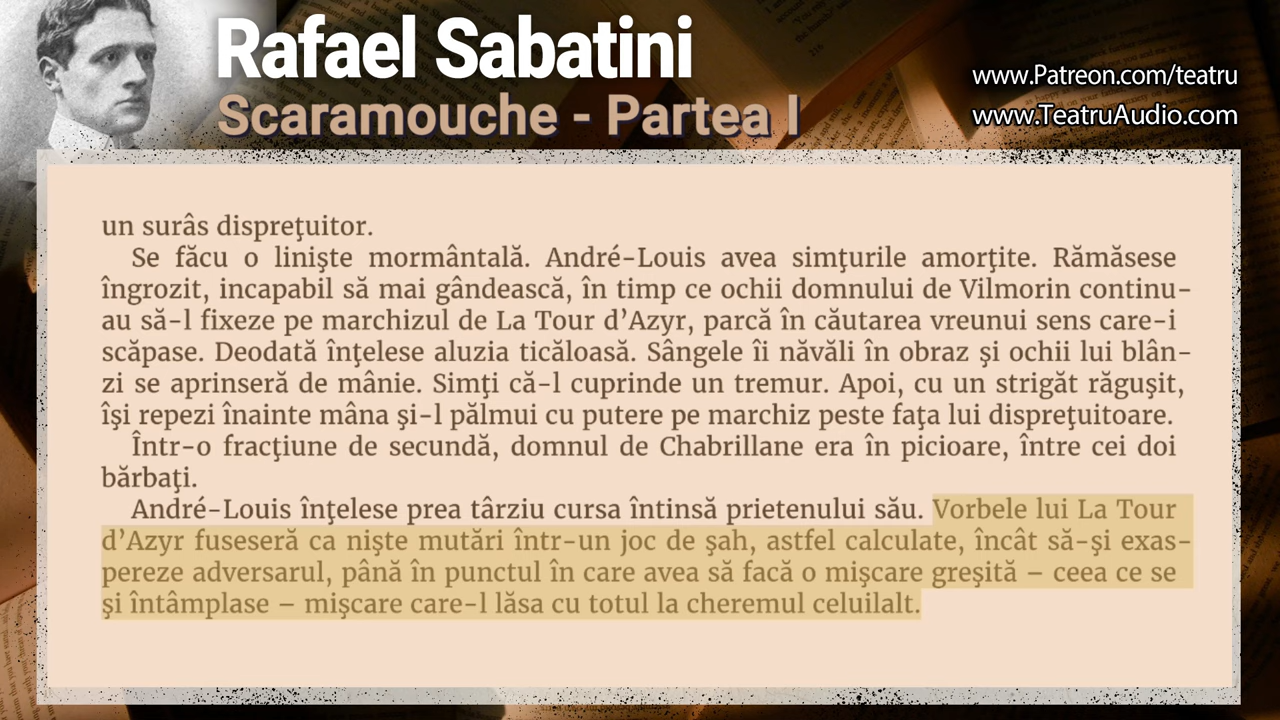 Rafael Sabatini
Scaramouche - Partea I
www.Patreon.com/teatru
www.TeatruAudio.com
un surâs dispreţuitor.
Se făcu o linişte mormântală. André-Louis avea simţurile amorţite. Rămăsese
îngrozit, incapabil să mai gândească, în timp ce ochii domnului de Vilmorin continu-
au să-l fixeze pe marchizul de La Tour d’Azyr, parcă în căutarea vreunui sens care-i
scăpase. Deodată înţelese aluzia ticăloasă. Sângele îi năvăli în obraz şi ochii lui blân-
zi se aprinseră de mânie. Simţi că-l cuprinde un tremur. Apoi, cu un strigăt răguşit,
îşi repezi înainte mâna şi-l pălmui cu putere pe marchiz peste faţa lui dispreţuitoare.
Într-o fracţiune de secundă, domnul de Chabrillane era în picioare, între cei doi
bărbaţi.
André-Louis înţelese prea târziu cursa întinsă prietenului său. Vorbele lui La Tour
d’Azyr fuseseră ca nişte mutări într-un joc de şah, astfel calculate, încât să-şi exas-
pereze adversarul, până în punctul în care avea să facă o mişcare greşită – ceea ce se
şi întâmplase – mişcare care-l lăsa cu totul la cheremul celuilalt.